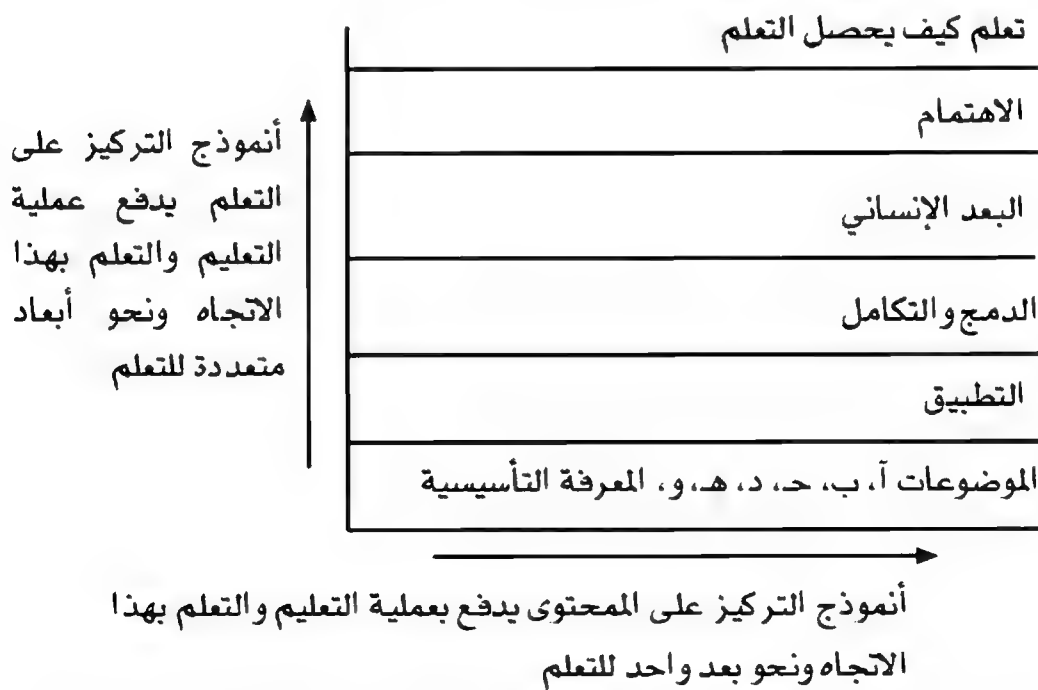 تعلم كيف يحصل التعلم
الاهتمام
البعد الإنساني
الدمج والتكامل
التطبيق
الموضوعات آ، ب، حـ، د، هـ، و، المعرفة التأسيسية
أنموذج التركيز على
التعلم يدفع عملية
التعليم والتعلم بهذا
الاتجاه ونحو أبعاد
متعددة للتعلم
أنموذج التركيز على المحتوى يدفع بعملية التعليم والتعلم بهذا
الاتجاه ونحو بعد واحد للتعلم